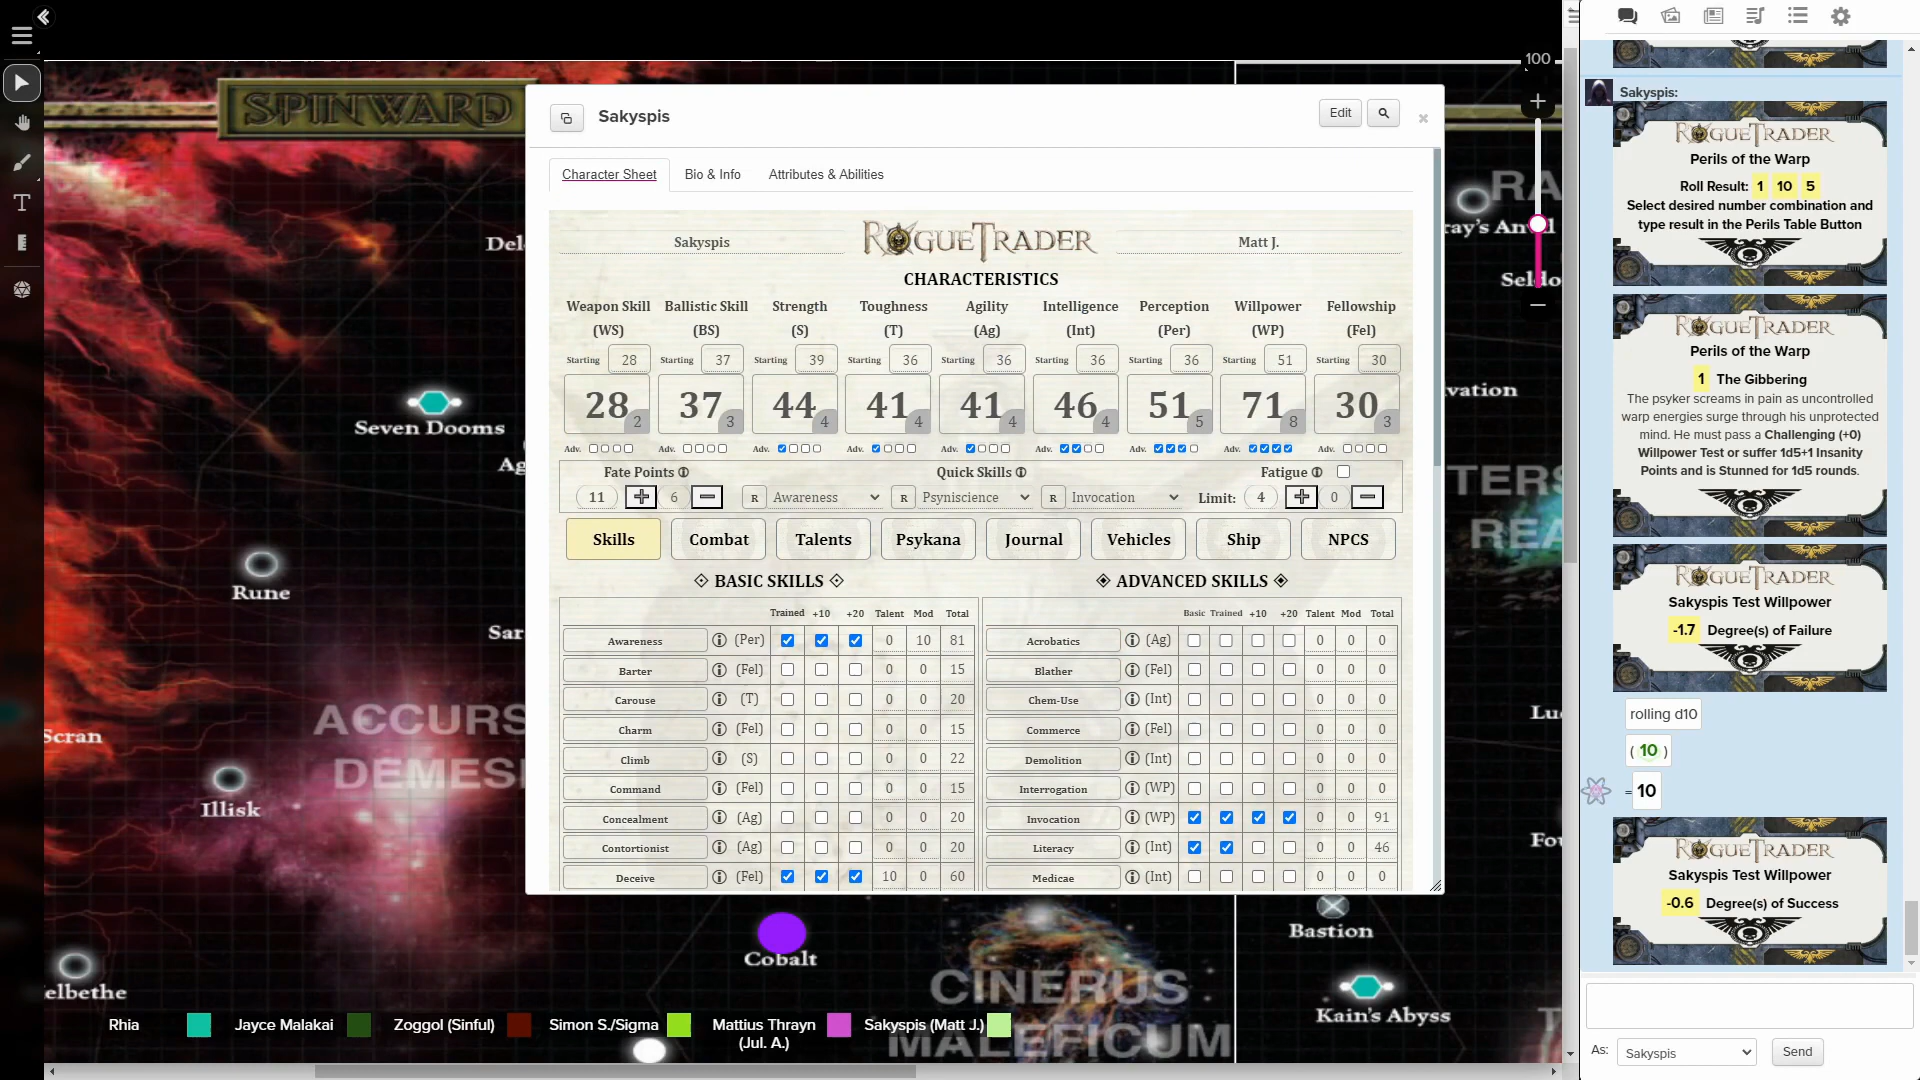 SPINWARD
100
Seven Dooms
Rune
ACCURS
DEMES
Scran
Illisk
elbethe
Cobalt
CINERUS
MALEFICUM
Bastion
Kain's Abyss
Rhia
Jayce Malakai
Zoggol (Sinful)
Simon S./Sigma
Mattius Thrayn
(Jul. A.)
Sakyspis (Matt J.)
Sakyspis
Edit
Character Sheet
Bio & Info
Attributes & Abilities
Sakyspis
ROGUE TRADER
Matt J.
CHARACTERISTICS
Weapon Skill Ballistic Skill Strength Toughness Agility Intelligence Perception Willpower Fellowship
(WS) (BS) (S) (T) (Ag) (Int) (Per) (WP) (Fel)
Starting 28 Starting 37 Starting 39 Starting 36 Starting 36 Starting 36 Starting 36 Starting 51 Starting 30
28 2 37 3 44 4 41 4 41 4 46 4 51 5 71 8 30 3
Adv. Adv. Adv. Adv. Adv. Adv. Adv. Adv. Adv.
Fate Points Quick Skills Fatigue
11 + 6 − R Awareness R Psyniscience R Invocation Limit: 4 + 0 −
Skills Combat Talents Psykana Journal Vehicles Ship NPCS
BASIC SKILLS
Trained +10 +20 Talent Mod Total
Awareness (Per) 0 10 81
Barter (Fel) 0 0 15
Carouse (T) 0 0 20
Charm (Fel) 0 0 15
Climb (S) 0 0 22
Command (Fel) 0 0 15
Concealment (Ag) 0 0 20
Contortionist (Ag) 0 0 20
Deceive (Fel) 10 0 60
ADVANCED SKILLS
Basic Trained +10 +20 Talent Mod Total
Acrobatics (Ag) 0 0 0
Blather (Fel) 0 0 0
Chem-Use (Int) 0 0 0
Commerce (Fel) 0 0 0
Demolition (Int) 0 0 0
Interrogation (WP) 0 0 0
Invocation (WP) 0 0 91
Literacy (Int) 0 0 46
Medicae (Int) 0 0 0
Sakyspis:
ROGUE TRADER
Perils of the Warp
Roll Result: 1 10 5
Select desired number combination and
type result in the Perils Table Button
ROGUE TRADER
Perils of the Warp
1 The Gibbering
The psyker screams in pain as uncontrolled
warp energies surge through his unprotected
mind. He must pass a Challenging (+0)
Willpower Test or suffer 1d5+1 Insanity
Points and is Stunned for 1d5 rounds.
ROGUE TRADER
Sakyspis Test Willpower
-1.7 Degree(s) of Failure
rolling d10
( 10 )
= 10
ROGUE TRADER
Sakyspis Test Willpower
-0.6 Degree(s) of Success
As: Sakyspis Send